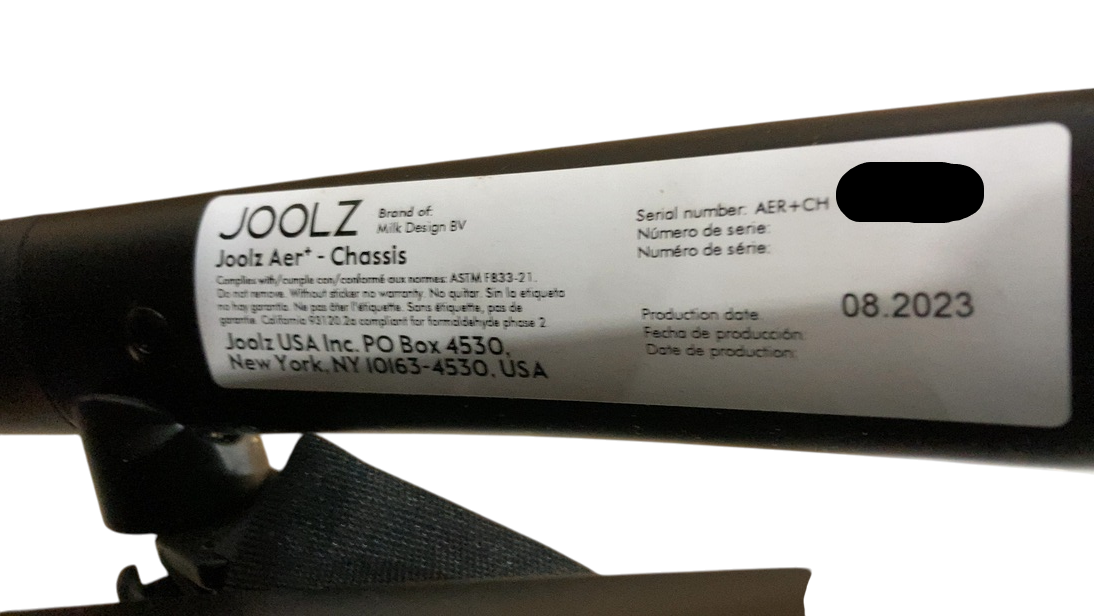 JOOLZ
Brand of:
Milk Design BV
Joolz Aer+ - Chassis
Complies with/cumple con/conformé aux normes: ASTM F833-21.
Do not remove. Without sticker no warranty. No quitar. Sin la etiqueta
no hay garantía. Ne pas ôter l'étiquette. Sans étiquette, pas de
garantie. California 93120.2a compliant for formaldehyde phase 2
Joolz USA Inc. PO Box 4530,
New York, NY 10163-4530, USA
Serial number: AER+CH
Número de serie:
Numéro de série:
Production date: 08.2023
Fecha de producción:
Date de production: